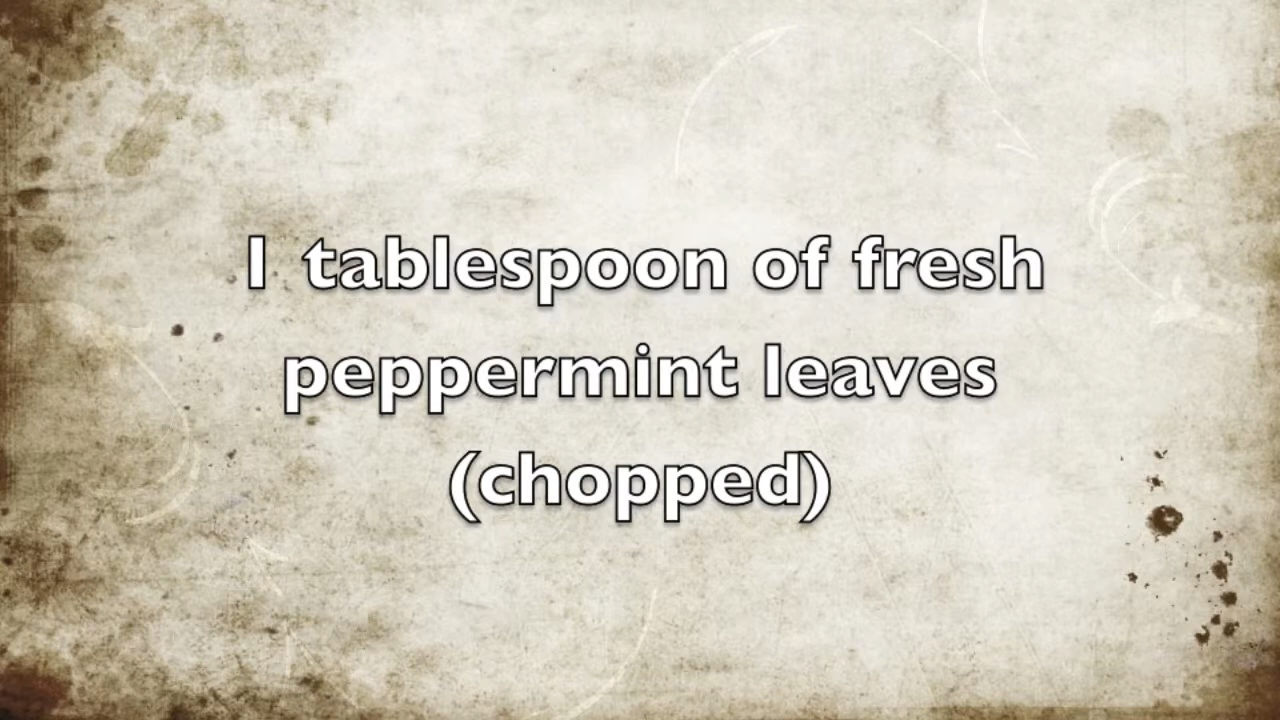 1 tablespoon of fresh
peppermint leaves
(chopped)